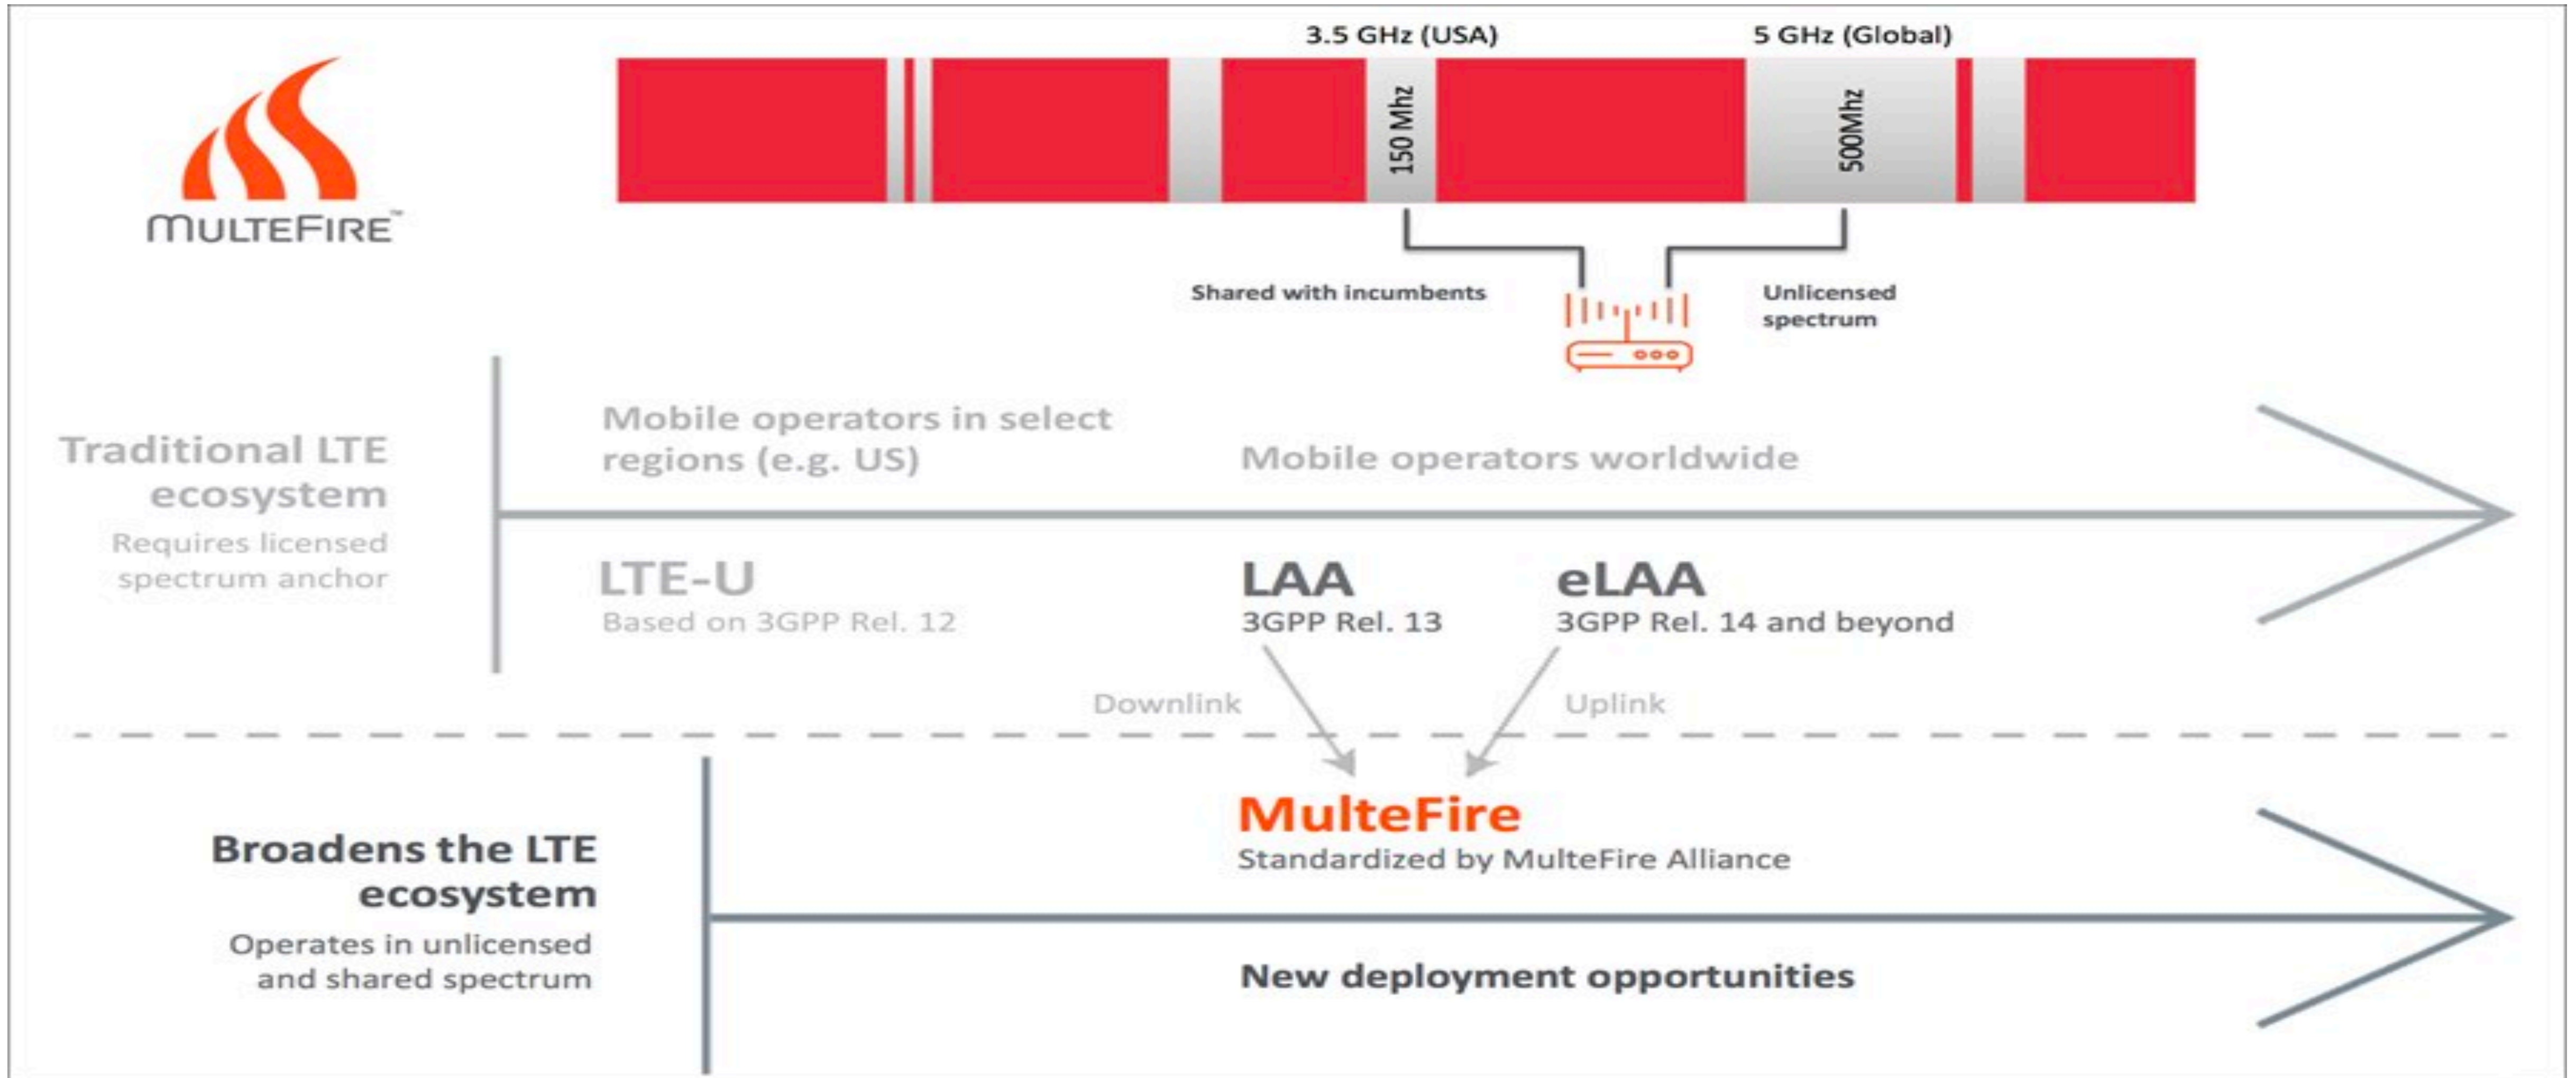 3.5 GHz (USA)
5 GHz (Global)
150 Mhz
500Mhz
MULTEFIRE™
Shared with incumbents
Unlicensed
spectrum
Traditional LTE
ecosystem
Requires licensed
spectrum anchor
Mobile operators in select
regions (e.g. US)
Mobile operators worldwide
LTE-U
Based on 3GPP Rel. 12
LAA
3GPP Rel. 13
eLAA
3GPP Rel. 14 and beyond
Downlink
Uplink
Broadens the LTE
ecosystem
Operates in unlicensed
and shared spectrum
MulteFire
Standardized by MulteFire Alliance
New deployment opportunities